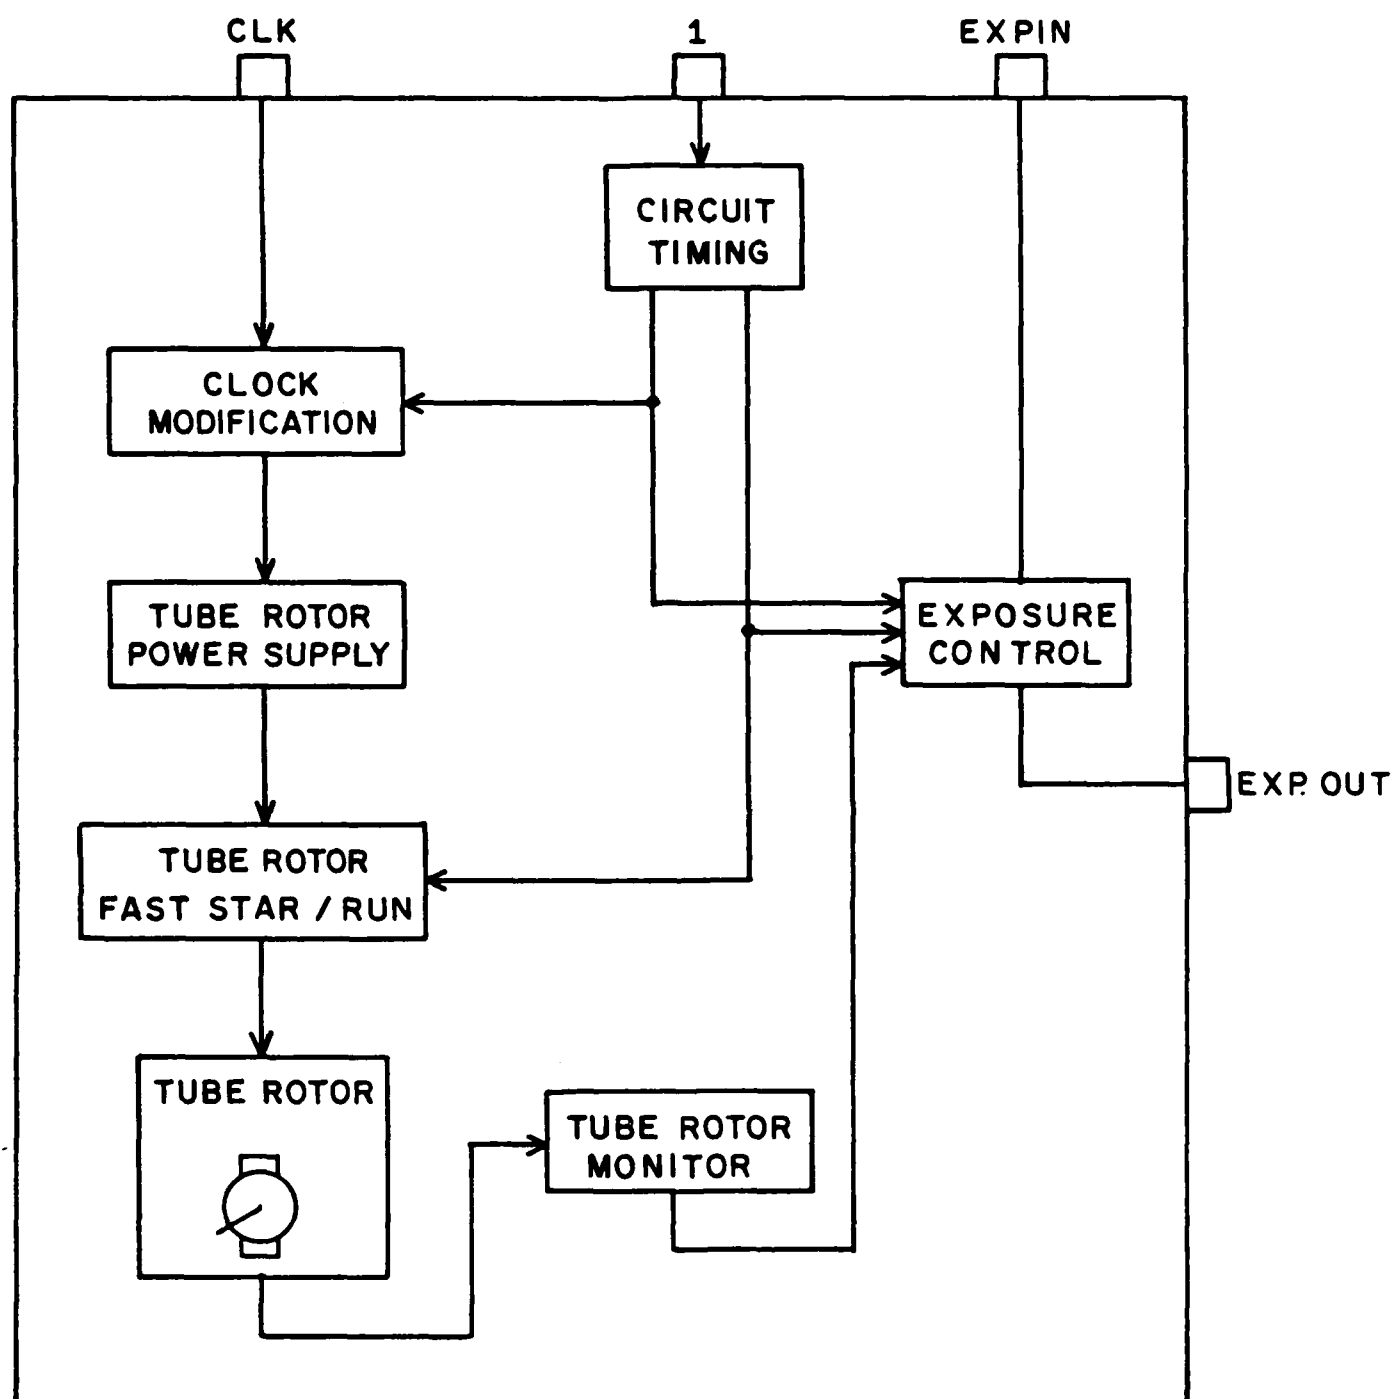 CLK
1
EXPIN
CIRCUIT
TIMING
CLOCK
MODIFICATION
TUBE ROTOR
POWER SUPPLY
EXPOSURE
CONTROL
EXP. OUT
TUBE ROTOR
FAST STAR / RUN
TUBE ROTOR
TUBE ROTOR
MONITOR